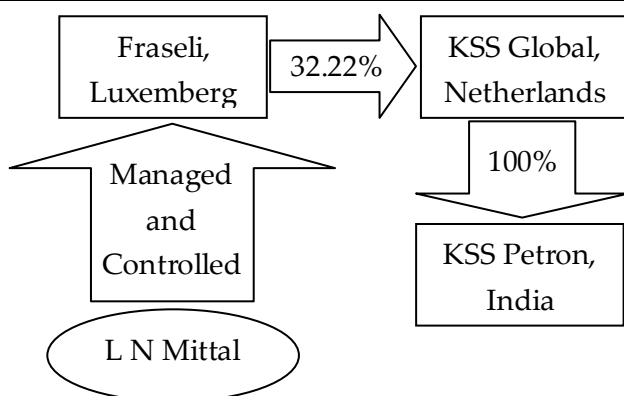 Fraseli,
Luxemberg
32.22%
KSS Global,
Netherlands
Managed
and
Controlled
100%
KSS Petron,
India
L N Mittal